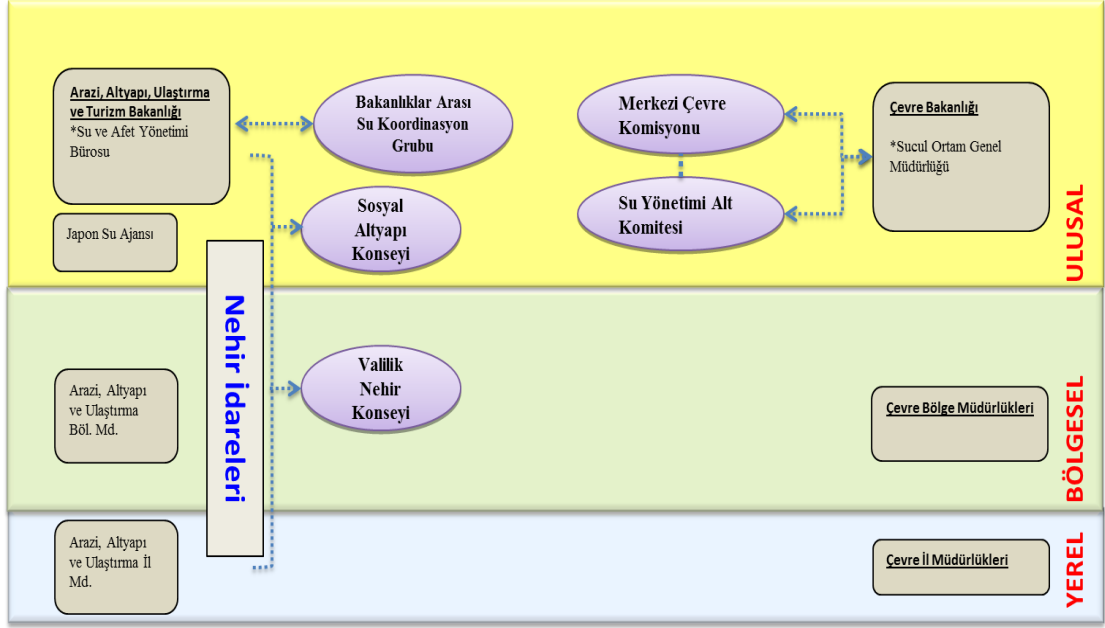 Arazi, Altyapı, Ulaştırma
ve Turizm Bakanlığı
*Su ve Afet Yönetimi
Bürosu
Bakanlıklar Arası
Su Koordinasyon
Grubu
Merkezi Çevre
Komisyonu
Çevre Bakanlığı
*Sucul Ortam Genel
Müdürlüğü
Sosyal
Altyapı
Konseyi
Su Yönetimi Alt
Komitesi
Japon Su Ajansı
ULUSAL
Nehir İdareleri
Valilik
Nehir
Konseyi
Arazi, Altyapı
ve Ulaştırma
Böl. Md.
Çevre Bölge Müdürlükleri
BÖLGESEL
Arazi, Altyapı
ve Ulaştırma İl
Md.
Çevre İl Müdürlükleri
YEREL